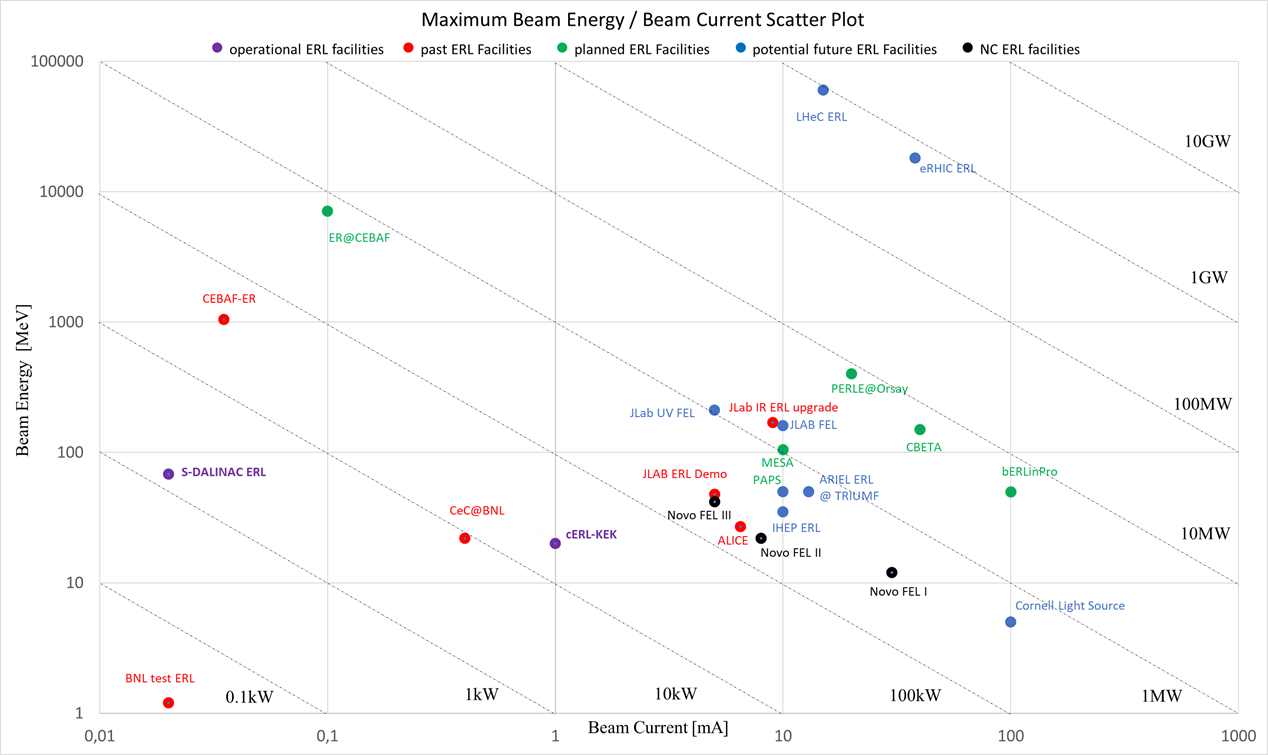 Maximum Beam Energy / Beam Current Scatter Plot
operational ERL facilities past ERL Facilities planned ERL Facilities potential future ERL Facilities NC ERL facilities
100000
LHeC ERL
10GW
eRHIC ERL
10000
ER@CEBAF
1GW
CEBAF-ER
1000
Beam Energy [MeV]
PERLE@Orsay
100MW
JLab UV FEL
JLab IR ERL upgrade
JLAB FEL
CBETA
100
MESA
S-DALINAC ERL
JLAB ERL Demo
PAPS
ARIEL ERL
@ TRIUMF
bERLinPro
CeC@BNL
Novo FEL III
IHEP ERL
cERL-KEK
ALICE
10MW
Novo FEL II
10
Novo FEL I
Cornell Light Source
BNL test ERL
0.1kW
1kW
10kW
100kW
1MW
1
0,01
0,1
1
10
100
1000
Beam Current [mA]